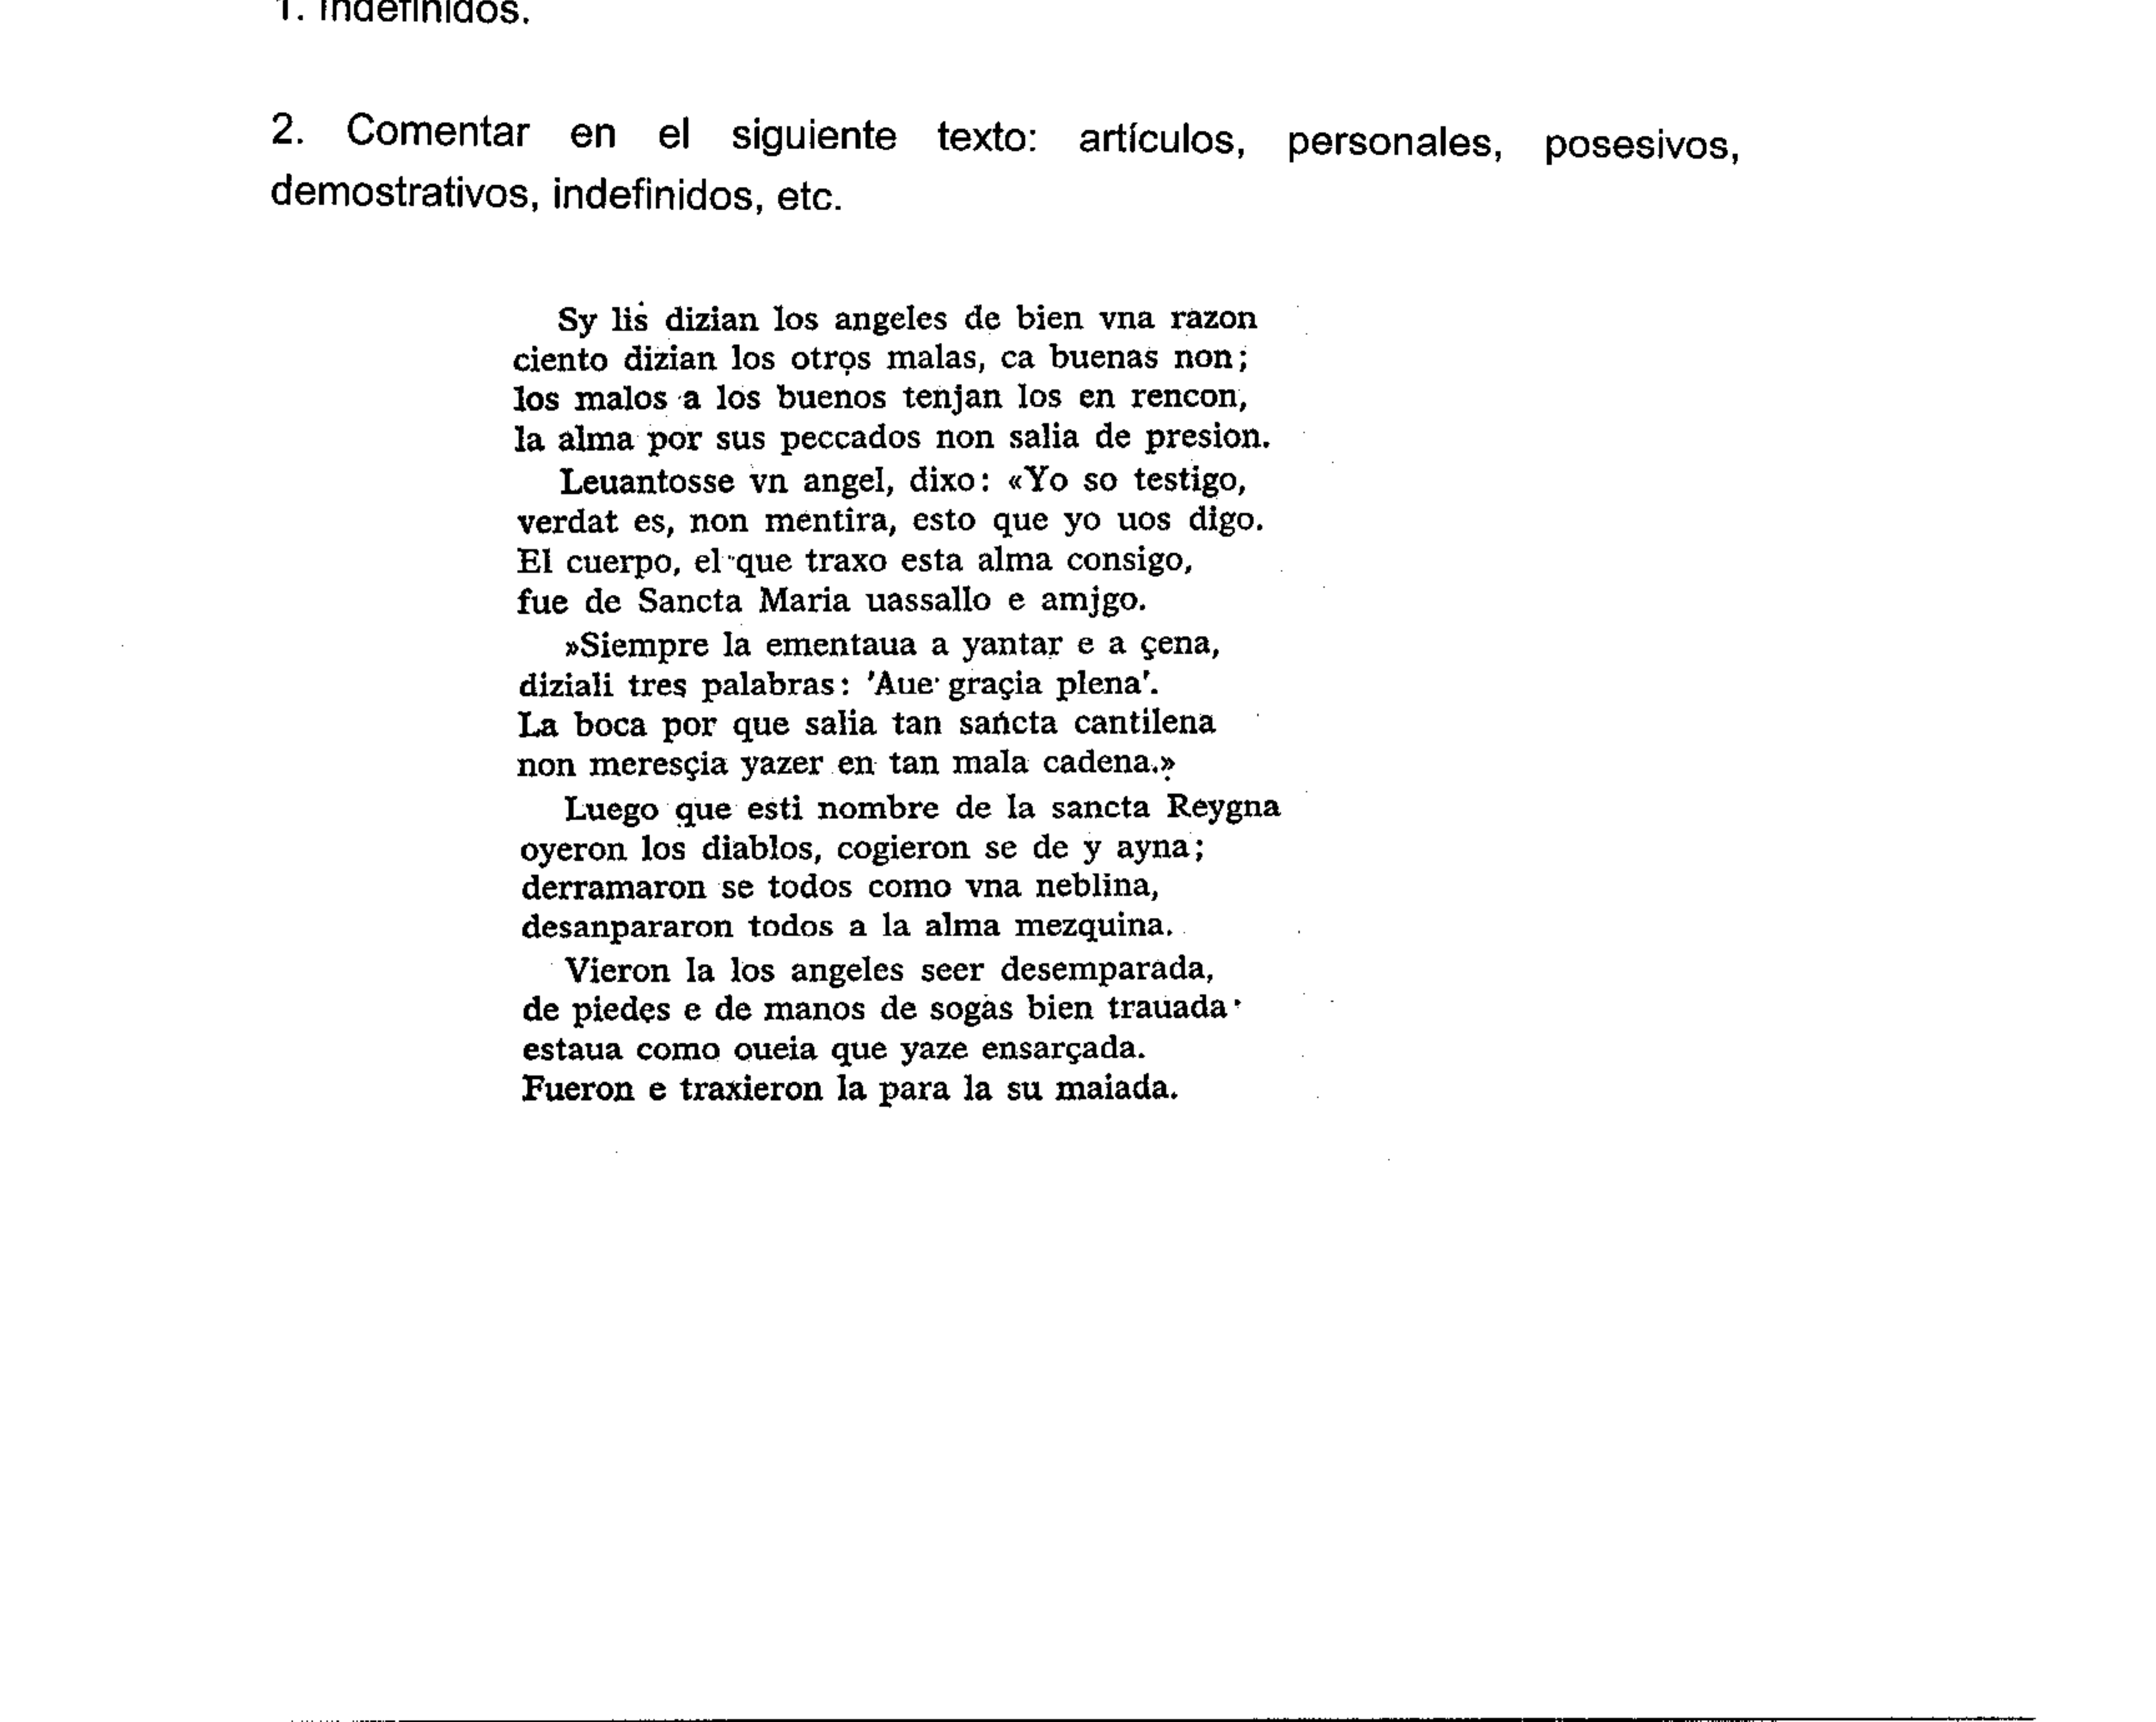 1. Indefinidos.
2. Comentar en el siguiente texto: artículos, personales, posesivos,
demostrativos, indefinidos, etc.
Sy lis dizian los angeles de bien vna razon
ciento dizian los otros malas, ca buenas non;
los malos a los buenos tenjan los en rencon,
la alma por sus peccados non salia de presion.
Leuantosse vn angel, dixo: «Yo so testigo,
verdat es, non mentira, esto que yo uos digo.
El cuerpo, el que traxo esta alma consigo,
fue de Sancta Maria uassallo e amjgo.
»Siempre la ementaua a yantar e a çena,
diziali tres palabras: 'Aue graçia plena'.
La boca por que salia tan sancta cantilena
non meresçia yazer en tan mala cadena.»
Luego que esti nombre de la sancta Reygna
oyeron los diablos, cogieron se de y ayna;
derramaron se todos como vna neblina,
desanpararon todos a la alma mezquina.
Vieron la los angeles seer desemparada,
de piedes e de manos de sogas bien trauada
estaua como oueia que yaze ensarçada.
Fueron e traxieron la para la su maiada.